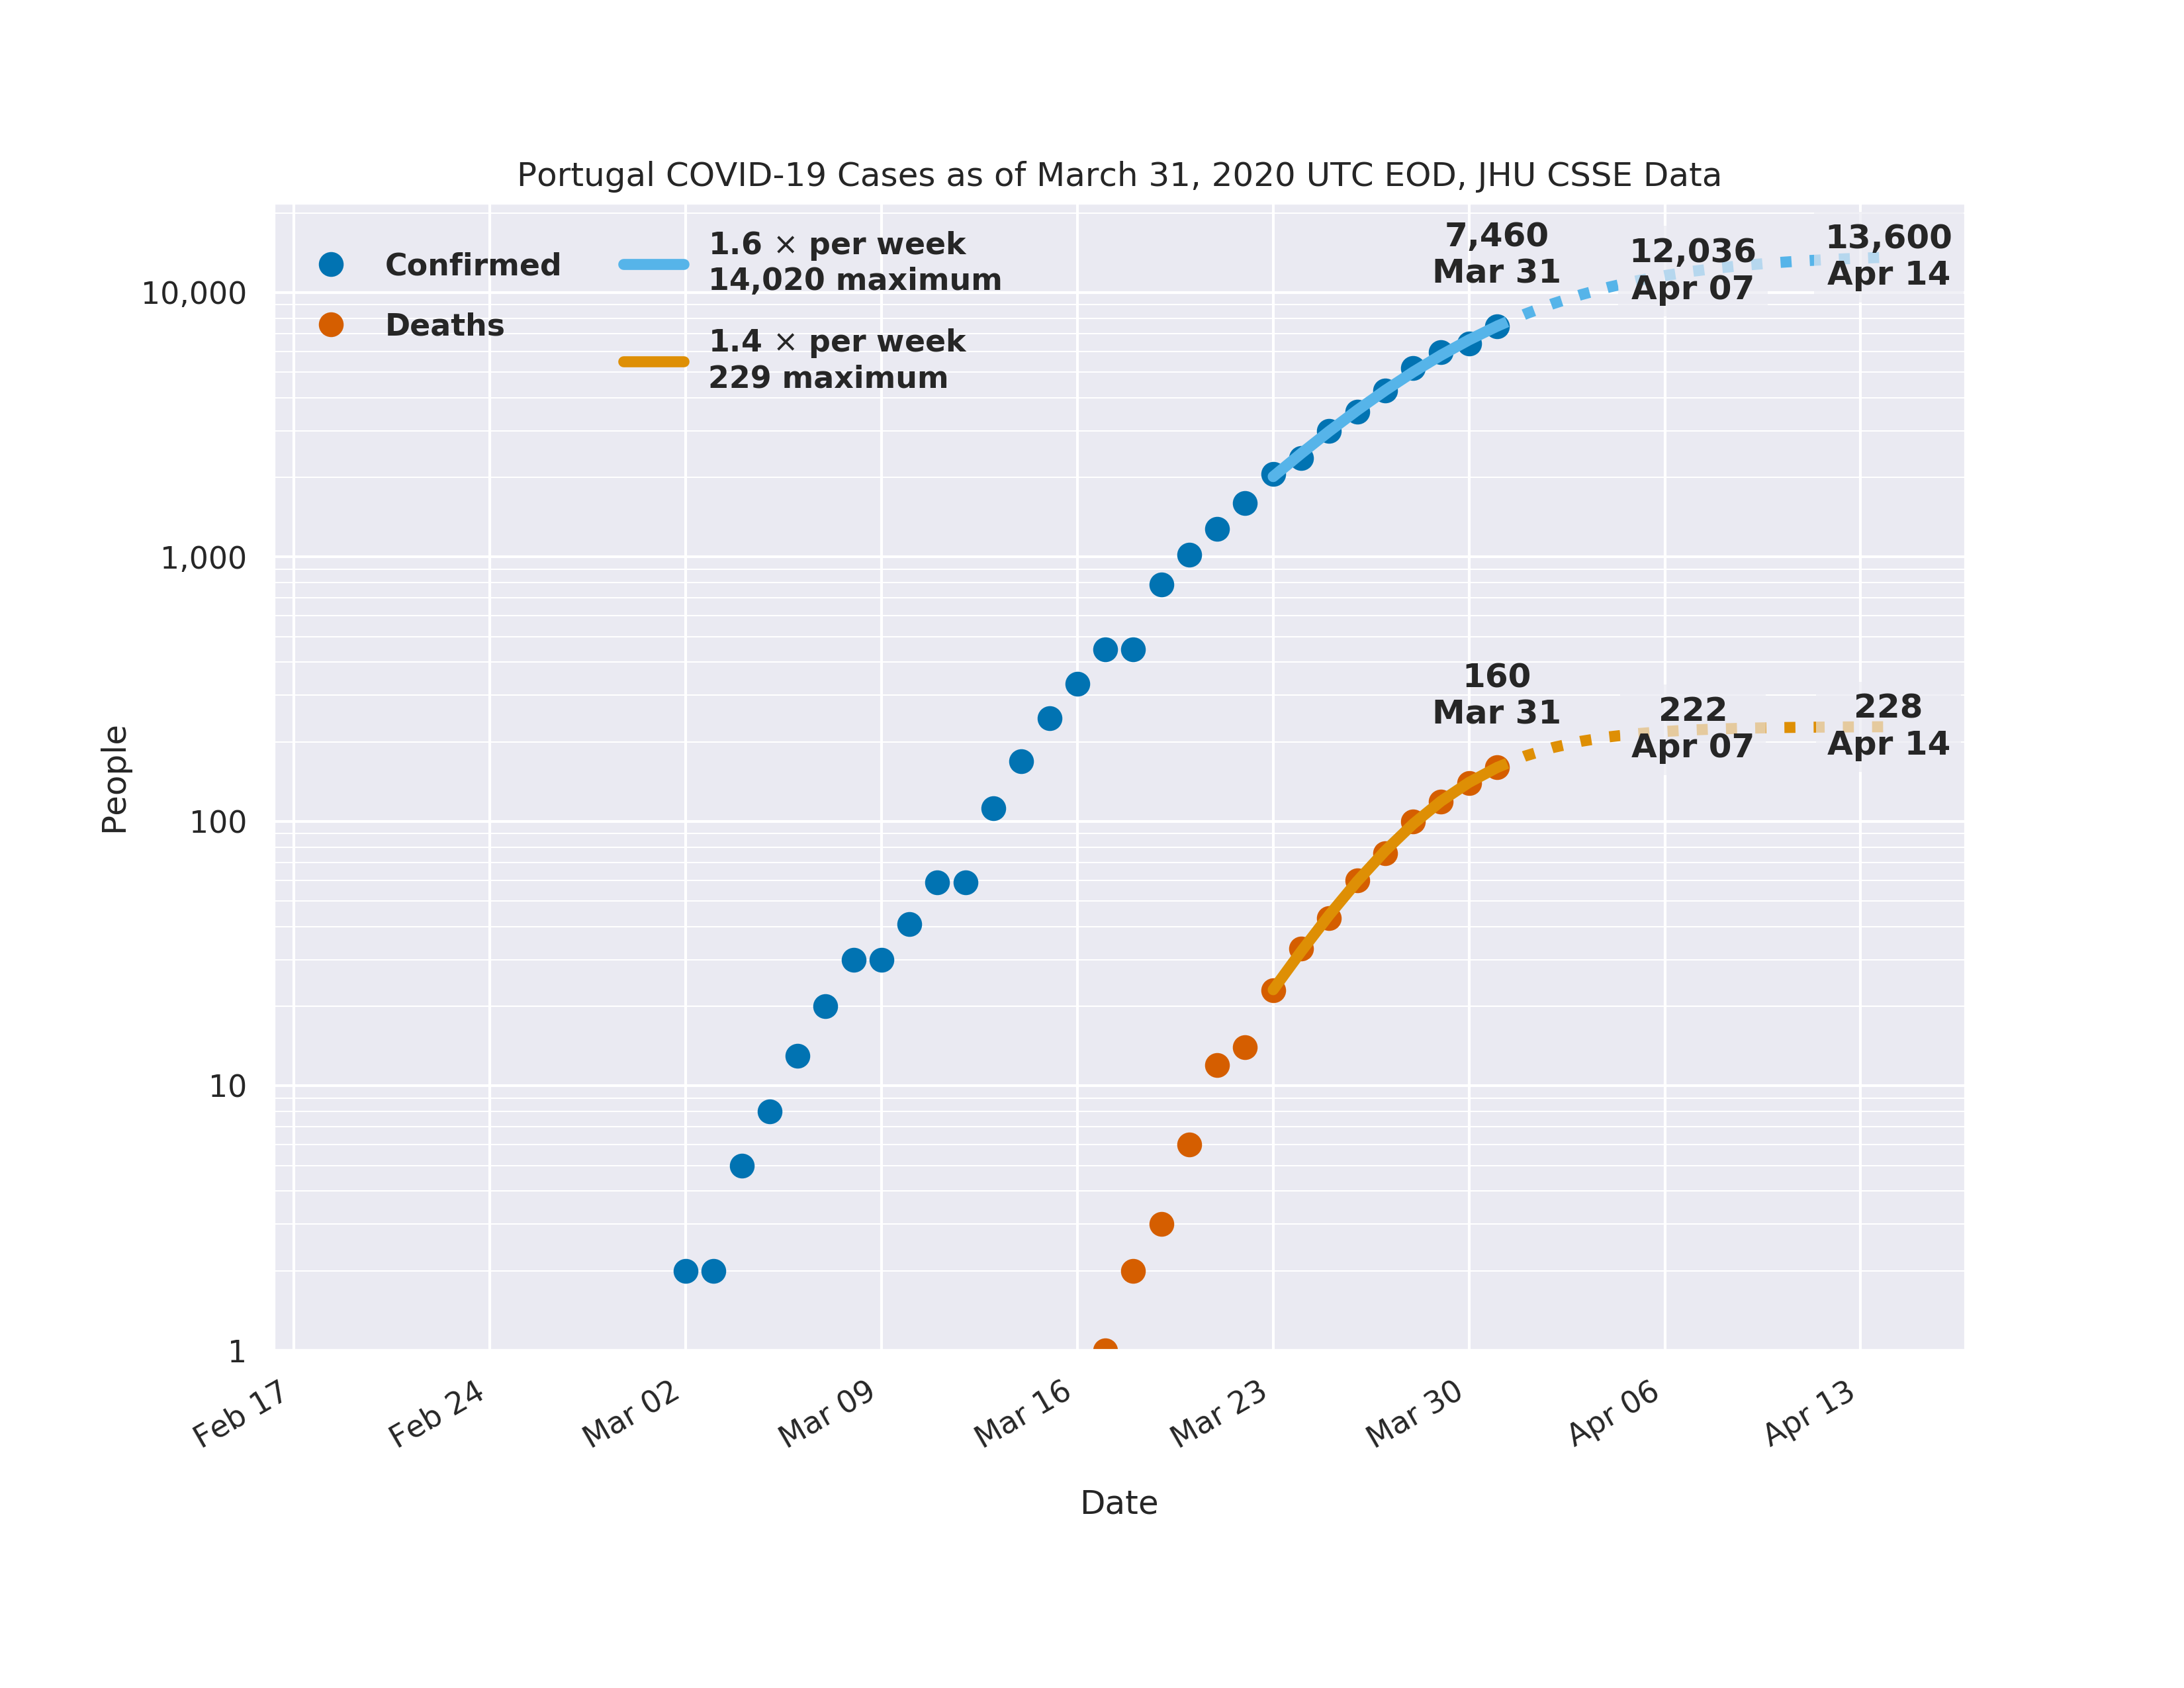 Portugal COVID-19 Cases as of March 31, 2020 UTC EOD, JHU CSSE Data
Confirmed
Deaths
1.6 × per week
14,020 maximum
1.4 × per week
229 maximum
7,460
Mar 31
12,036
Apr 07
13,600
Apr 14
160
Mar 31
222
Apr 07
228
Apr 14
People
10,000
1,000
100
10
1
Feb 17
Feb 24
Mar 02
Mar 09
Mar 16
Mar 23
Mar 30
Apr 06
Apr 13
Date